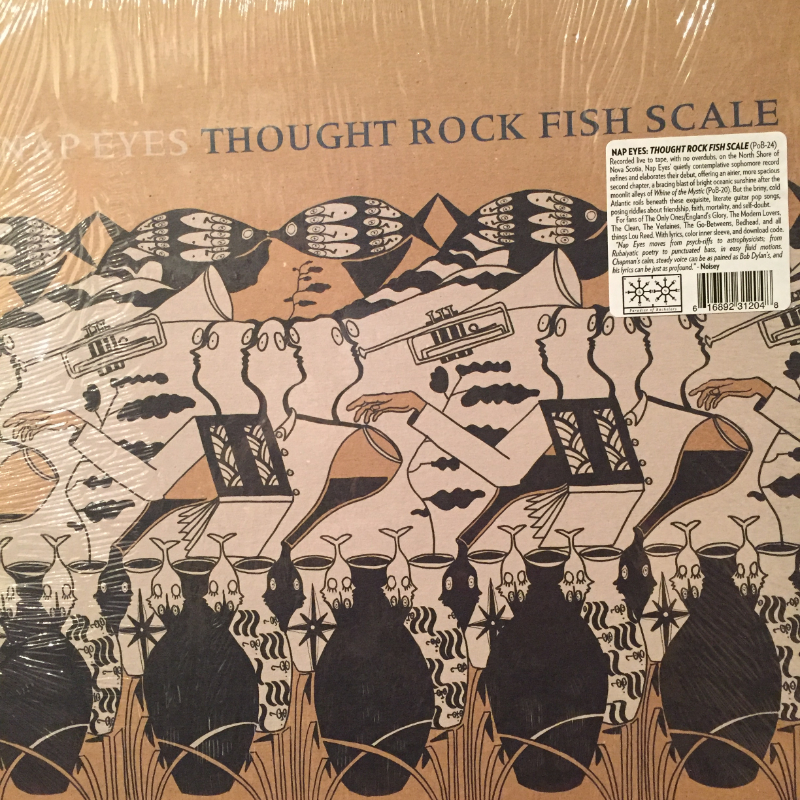 NAP EYES THOUGHT ROCK FISH SCALE
NAP EYES: THOUGHT ROCK FISH SCALE (PoB-24)
Recorded live to tape, with no overdubs, on the North Shore of
Nova Scotia, Nap Eyes' quietly contemplative sophomore record
refines and elaborates their debut, offering an airier, more spacious
second chapter, a bracing blast of bright oceanic sunshine after the
moonlit alleys of Whine of the Mystic (PoB-20). But the briny, cold
Atlantic roils beneath these exquisite, literate guitar pop songs,
posing riddles about friendship, faith, mortality, and self-doubt.
For fans of The Only Ones/England's Glory, The Modern Lovers,
The Clean, The Verlaines, The Go-Betweens, Bedhead, and all
things Lou Reed. With lyrics, color inner sleeve, and download code.
"Nap Eyes moves from psych-riffs to astrophysicists; from
Rubaiyatic poetry to punctuated bass, in easy fluid motion.
Chapman's calm, steady voice can be as pained as Bob Dylan's, and
his lyrics can be just as profound." - Noisey
Paradise of Bachelors
6 16892 31204 8